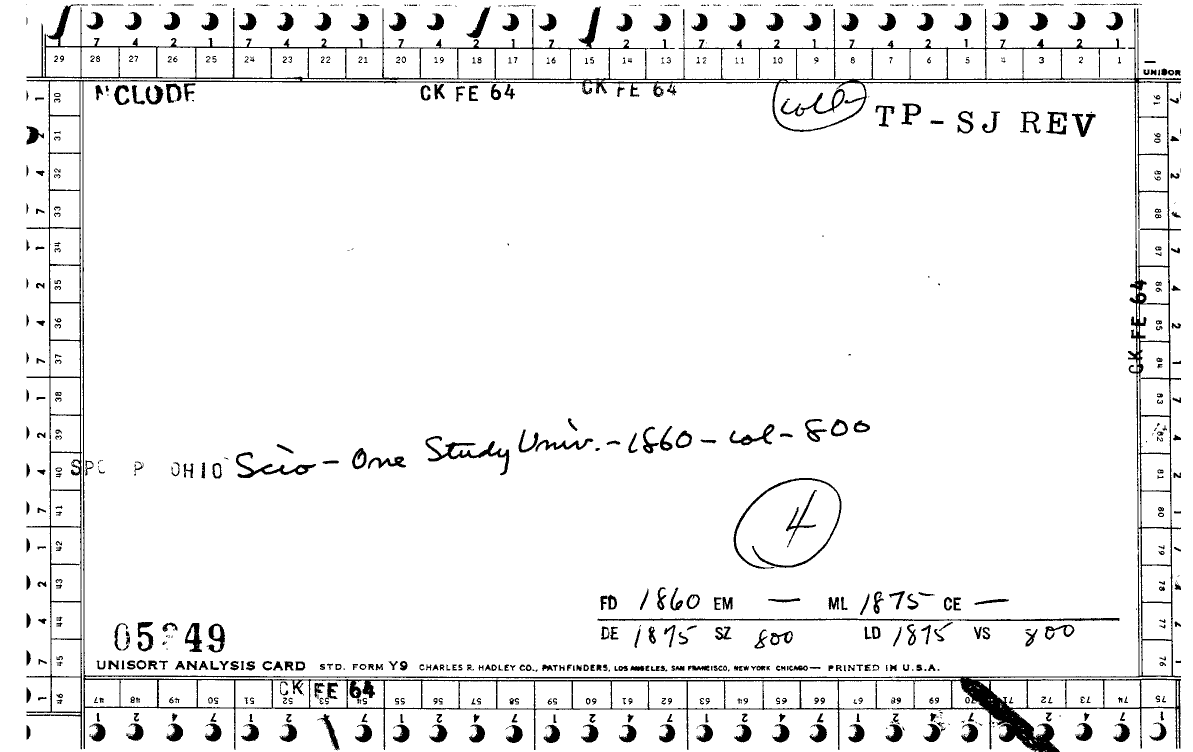 7 4 2 1 7 4 2 1 7 4 2 1 7 4 2 1 7 2 1 7 4 2 1 7 4 2 1
29 28 27 26 25 24 23 22 21 20 19 18 17 16 15 14 13 12 11 10 9 8 7 6 5 4 3 2 1
UNISORT
NCLODE CK FE 64 CK FE 64 coll TP-SJ REV
30 31 32 33 34 35 36 37 38 39 40 41 42 43 44 45 46
91 90 89 88 87 86 85 84 83 82 81 80 79 78 77 76 75
CK FE 64
SPC P OHIO Scio - One Study Univ. - 1860 - col - 800
4
FD 1860 EM — ML 1875 CE —
DE 1875 SZ 800 LD 1875 VS 800
UNISORT ANALYSIS CARD STD. FORM Y9 CHARLES R. HADLEY CO., PATHFINDERS, LOS ANGELES, SAN FRANCISCO, NEW YORK CHICAGO — PRINTED IN U.S.A.
CK FE 64
47 48 49 50 51 52 53 54 55 56 57 58 59 60 61 62 63 64 65 66 67 68 69 70 71 72 73 74 75